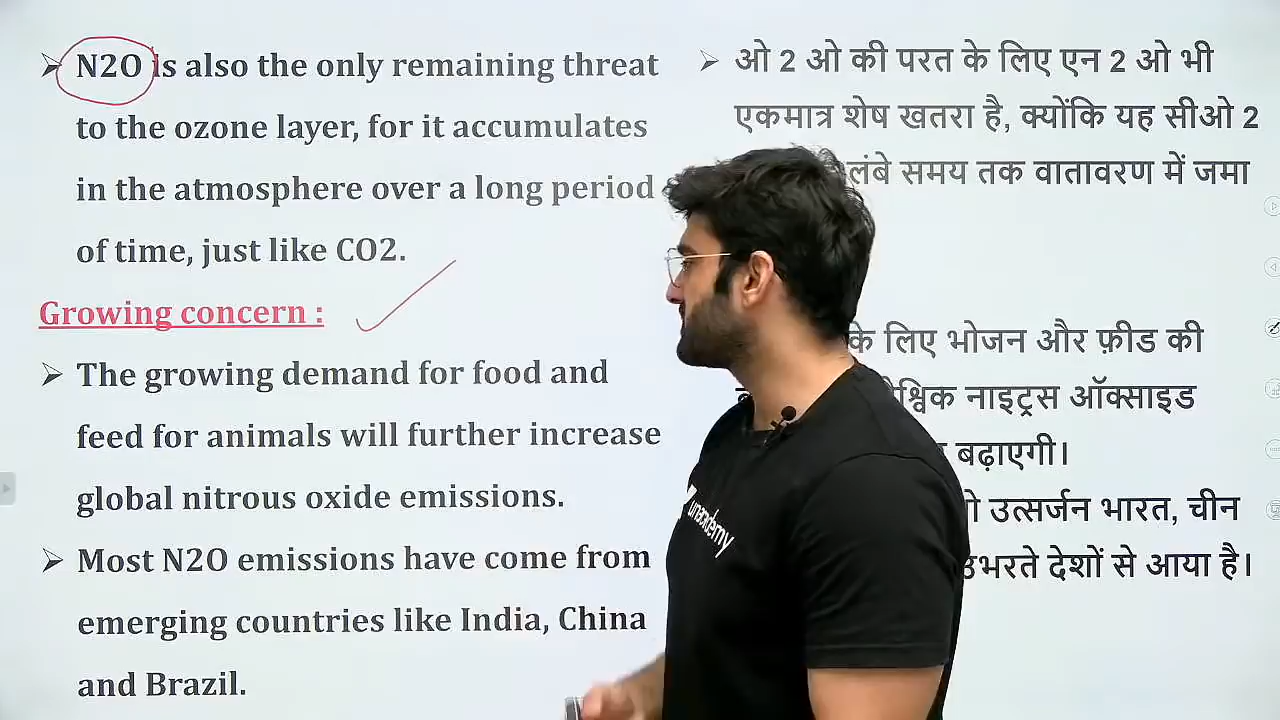 N2O is also the only remaining threat
to the ozone layer, for it accumulates
in the atmosphere over a long period
of time, just like CO2.
Growing concern :
The growing demand for food and
feed for animals will further increase
global nitrous oxide emissions.
Most N2O emissions have come from
emerging countries like India, China
and Brazil.
ओ 2 ओ की परत के लिए एन 2 ओ भी
एकमात्र शेष खतरा है, क्योंकि यह सीओ 2
लंबे समय तक वातावरण में जमा
के लिए भोजन और फ़ीड की
नाइट्रस ऑक्साइड
बढ़ाएगी।
उत्सर्जन भारत, चीन
उभरते देशों से आया है।
unacademy